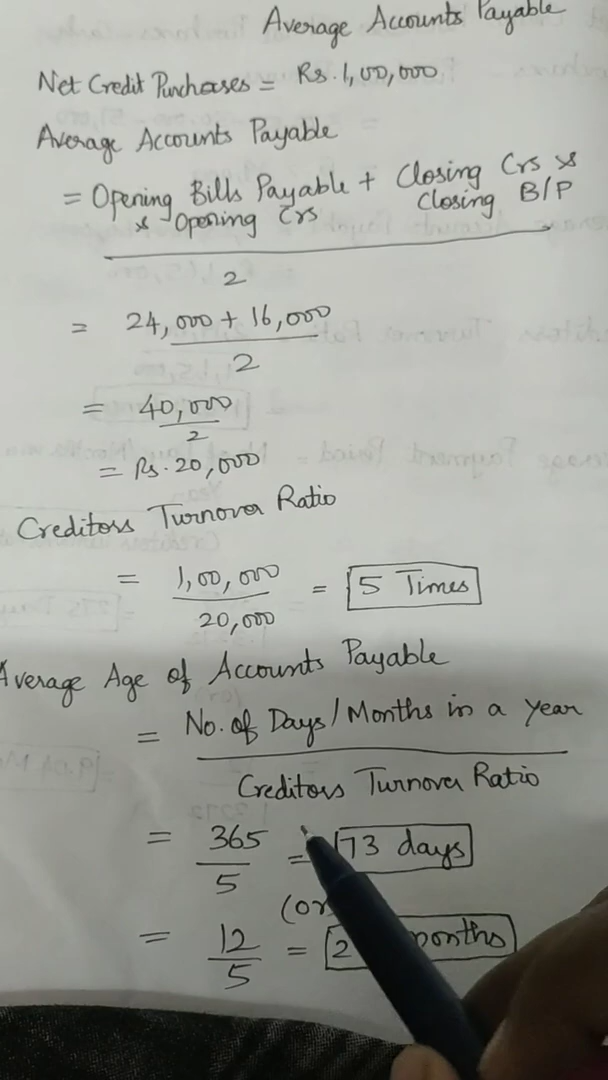 Average Accounts Payable
Net Credit Purchases = Rs. 1,00,000
Average Accounts Payable
= Opening Bills Payable + Closing Crs &
& Opening Crs Closing B/P
2
= 24,000 + 16,000
2
= 40,000
2
= Rs. 20,000
Creditors Turnover Ratio
= 1,00,000 = 5 Times
20,000
Average Age of Accounts Payable
= No. of Days/Months in a year
Creditors Turnover Ratio
= 365 = 73 days
5
(or
= 12 = 2 months
5